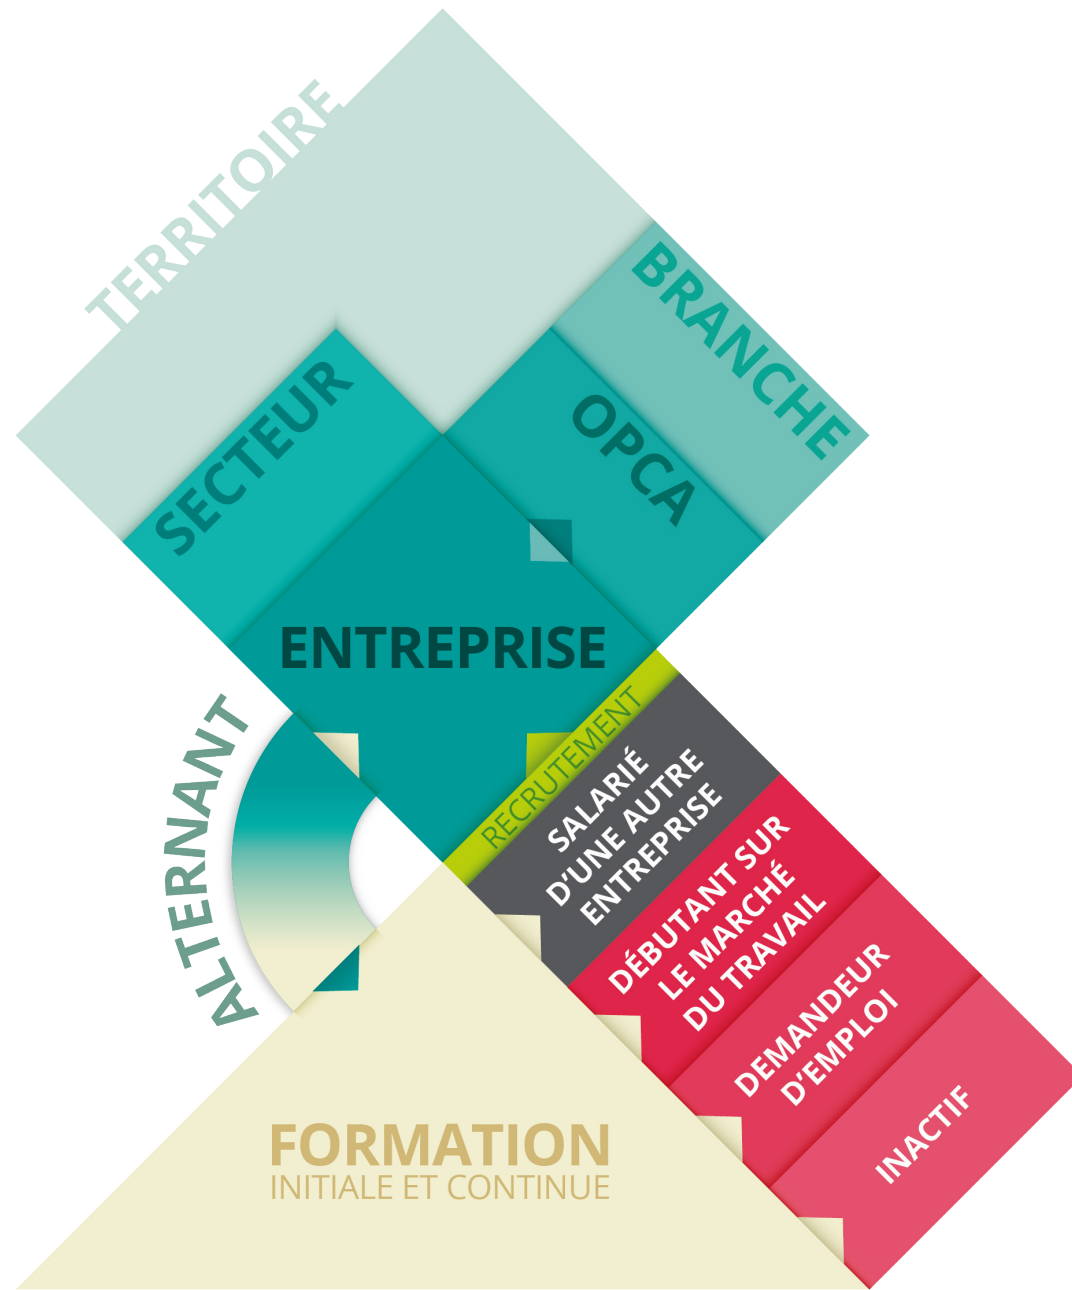 TERRITOIRE
BRANCHE
SECTEUR
OPCA
ENTREPRISE
RECRUTEMENT
ALTERNANT
SALARIÉ
D'UNE AUTRE
ENTREPRISE
DÉBUTANT SUR
LE MARCHÉ
DU TRAVAIL
DEMANDEUR
D'EMPLOI
INACTIF
FORMATION
INITIALE ET CONTINUE